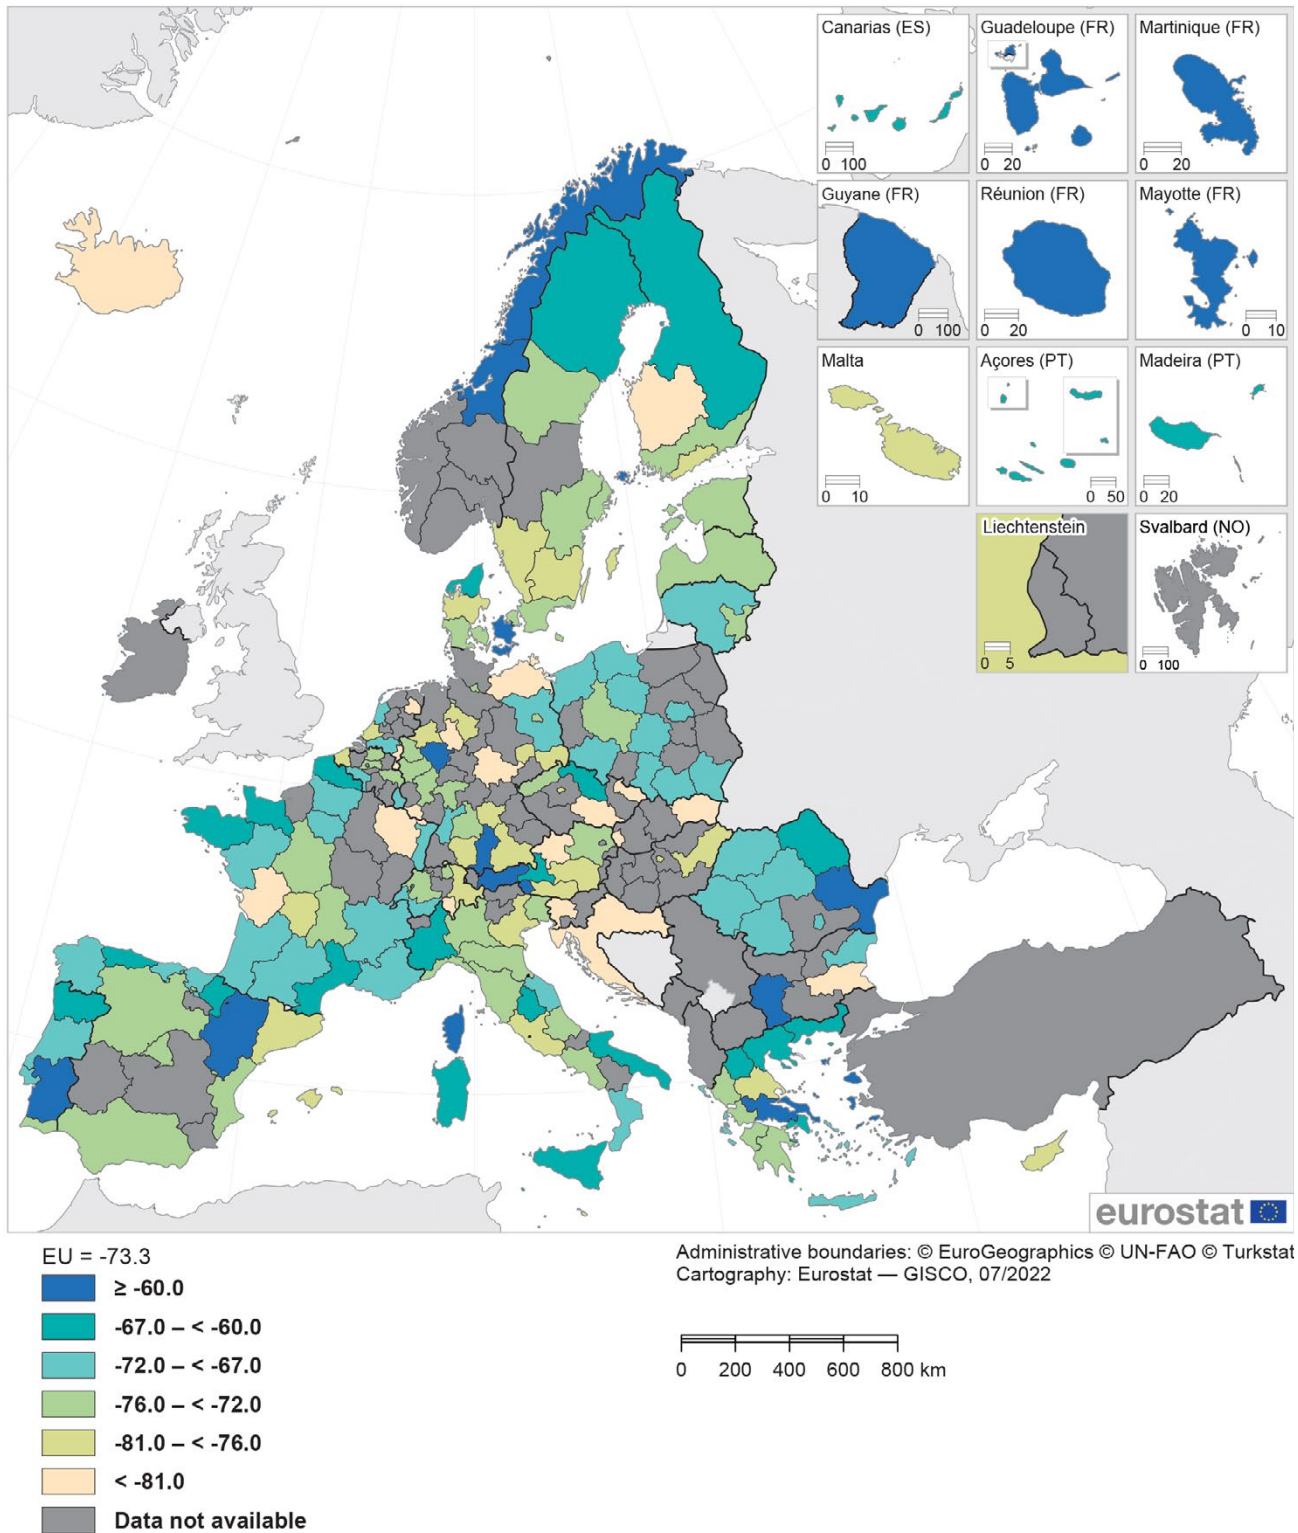 Canarias (ES)
0 100
Guadeloupe (FR)
0 20
Martinique (FR)
0 20
Guyane (FR)
0 100
Réunion (FR)
0 20
Mayotte (FR)
0 10
Malta
0 10
Açores (PT)
0 50
Madeira (PT)
0 20
Liechtenstein
0 5
Svalbard (NO)
0 100
eurostat
EU = -73.3
≥ -60.0
-67.0 – < -60.0
-72.0 – < -67.0
-76.0 – < -72.0
-81.0 – < -76.0
< -81.0
Data not available
Administrative boundaries: © EuroGeographics © UN-FAO © Turkstat
Cartography: Eurostat — GISCO, 07/2022
0 200 400 600 800 km